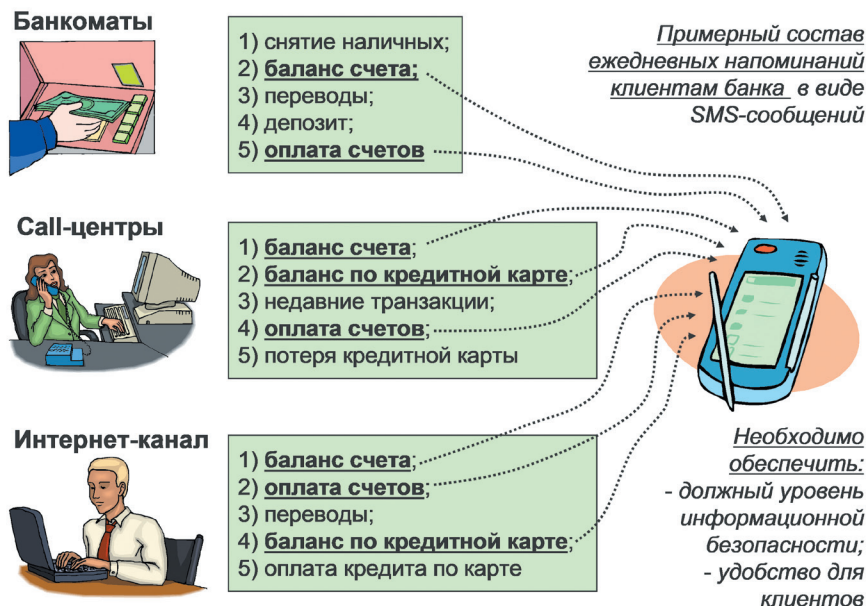 Банкоматы
1) снятие наличных;
2) баланс счета;
3) переводы;
4) депозит;
5) оплата счетов
Примерный состав
ежедневных напоминаний
клиентам банка в виде
SMS-сообщений
Call-центры
1) баланс счета;
2) баланс по кредитной карте;
3) недавние транзакции;
4) оплата счетов;
5) потеря кредитной карты
Интернет-канал
1) баланс счета;
2) оплата счетов;
3) переводы;
4) баланс по кредитной карте;
5) оплата кредита по карте
Необходимо
обеспечить:
- должный уровень
информационной
безопасности;
- удобство для
клиентов